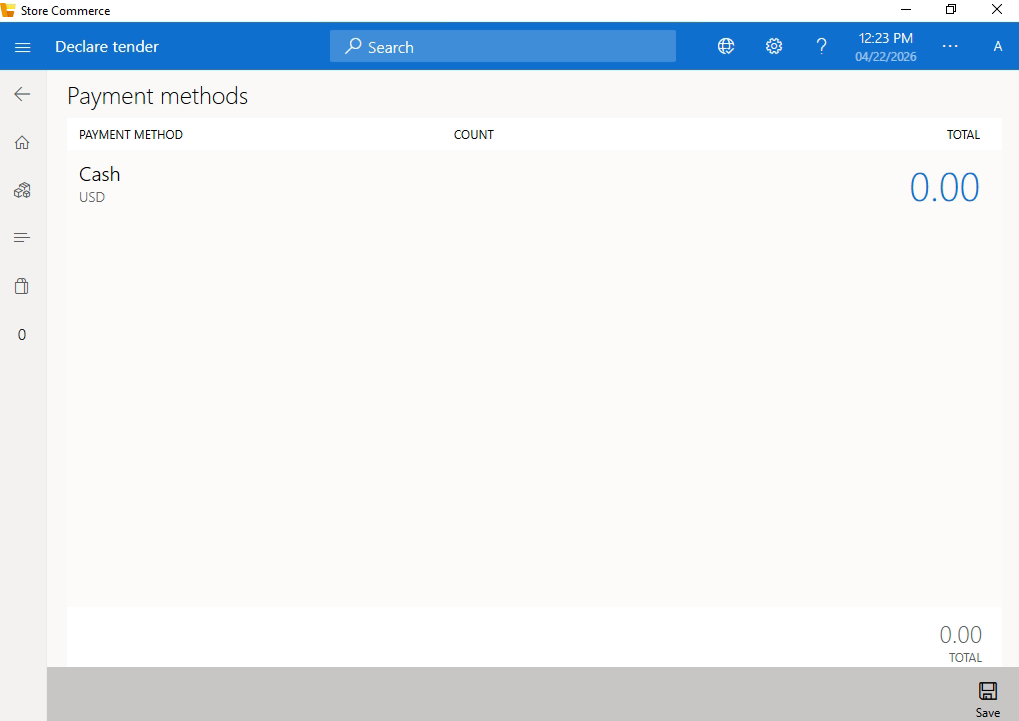 Store Commerce
Declare tender
Search
12:23 PM
04/22/2026
A
Payment methods
PAYMENT METHOD COUNT TOTAL
Cash
USD
0.00
0
0.00
TOTAL
Save